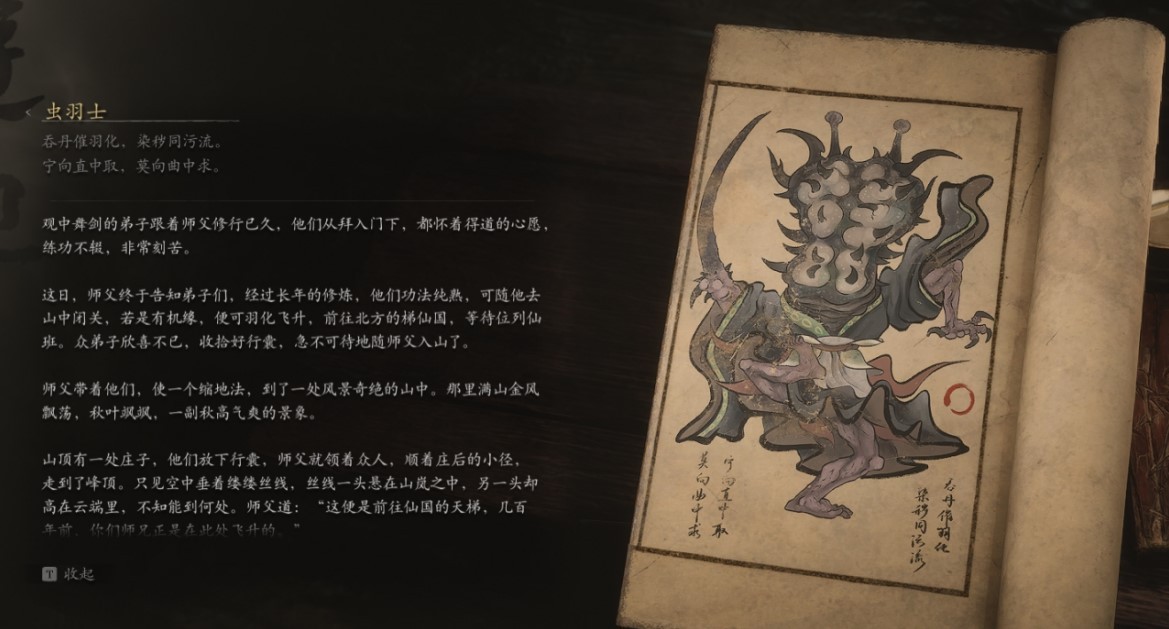 虫羽士
吞丹催羽化，染秽同污流。
宁向直中取，莫向曲中求。
观中舞剑的弟子跟着师父修行已久，他们从拜入门下，都怀着得道的心愿，
练功不辍，非常刻苦。
这日，师父终于告知弟子们，经过长年的修炼，他们功法纯熟，可随他去
山中闭关，若是有机缘，便可羽化飞升，前往北方的梯仙国，等待位列仙
班。众弟子欣喜不已，收拾好行囊，急不可待地随师父入山了。
师父带着他们，使一个缩地法，到了一处风景奇绝的山中。那里满山金风
飘荡，秋叶飒飒，一副秋高气爽的景象。
山顶有一处庄子，他们放下行囊，师父就领着众人，顺着庄后的小径，
走到了峰顶。只见空中垂着缕缕丝线，丝线一头悬在山岚之中，另一头却
高在云端里，不知能到何处。师父道：“这便是前往仙国的天梯，几百
年前，你们师兄正是在此处飞升的。”
T 收起
吞丹催羽化
染秽同污流
宁向直中取
莫向曲中求